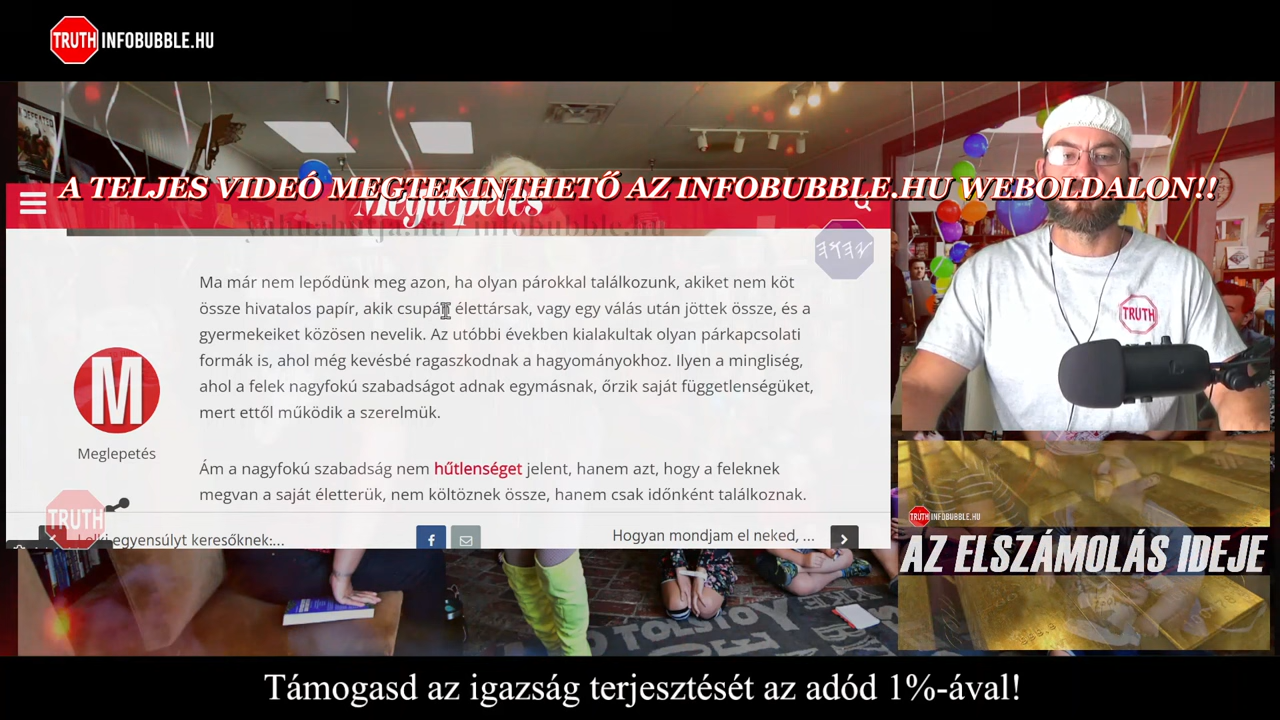 TRUTH INFOBUBBLE.HU
A TELJES VIDEÓ MEGTEKINTHETŐ AZ INFOBUBBLE.HU WEBOLDALON!!
Meglepetés
Ma már nem lepődünk meg azon, ha olyan párokkal találkozunk, akiket nem köt
össze hivatalos papír, akik csupán élettársak, vagy egy válás után jöttek össze, és a
gyermekeiket közösen nevelik. Az utóbbi években kialakultak olyan párkapcsolati
formák is, ahol még kevésbé ragaszkodnak a hagyományokhoz. Ilyen a mingliség,
ahol a felek nagyfokú szabadságot adnak egymásnak, őrzik saját függetlenségüket,
mert ettől működik a szerelmük.
M
Meglepetés
Ám a nagyfokú szabadság nem hűtlenséget jelent, hanem azt, hogy a feleknek
megvan a saját életterük, nem költöznek össze, hanem csak időnként találkoznak.
TRUTH
Lelki egyensúlyt keresőknek:...
f
Hogyan mondjam el neked, ...
TRUTH
TRUTH INFOBUBBLE.HU
AZ ELSZÁMOLÁS IDEJE
TOLSTOY
Támogasd az igazság terjesztését az adód 1%-ával!